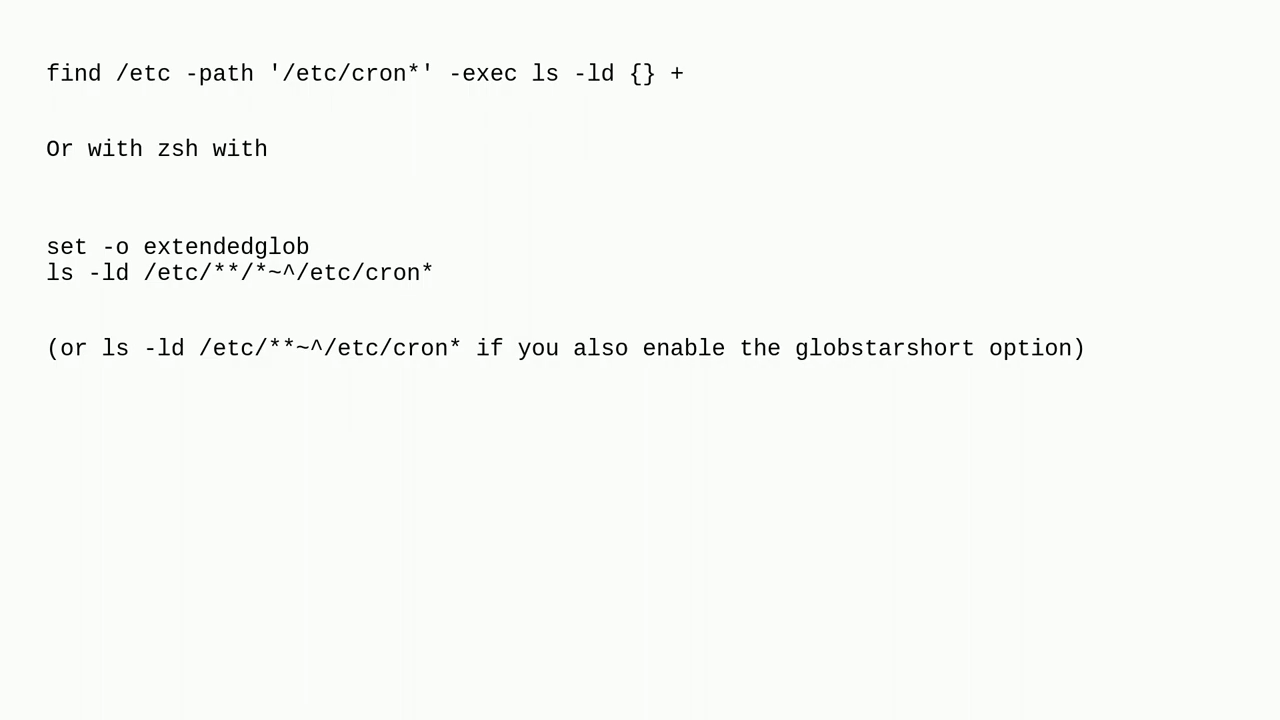 find /etc -path '/etc/cron*' -exec ls -ld {} +
Or with zsh with
set -o extendedglob
ls -ld /etc/**/*~^/etc/cron*
(or ls -ld /etc/**~^/etc/cron* if you also enable the globstarshort option)